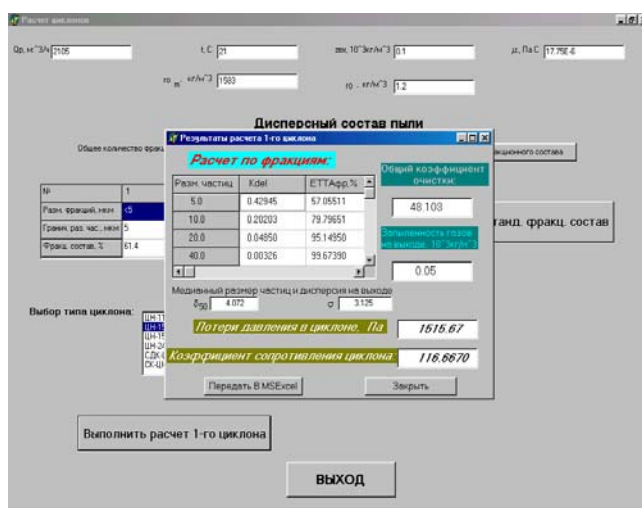 Расчет циклонов
Qр, м^3/ч 2105 t, C 21 zвх, 10^3кг/м^3 0.1 µ, Па С 17.75E-6
ro m, кг/м^3 1583 ro, кг/м^3 1.2
Дисперсный состав пыли
Общее количество фрак
кционного состава
№ 1
Разм. фракций, мкм <5
Гранич. раз. час., мкм 5
Фракц. состав, % 61.4
танд. фракц. состав
Результаты расчета 1-го циклона
Расчет по фракциям:
Разм. частиц Kdel ETTAфр,%
5.0 0.42945 57.05511
10.0 0.20203 79.79651
20.0 0.04850 95.14950
40.0 0.00326 99.67390
Общий коэффициент очистки:
48.103
Запыленность газов на выходе, 10^3кг/м^3
0.05
Медианный размер частиц и дисперсия на выходе
δ50 4.072 σ 3.125
Потери давления в циклоне, Па 1515.67
Коэффициент сопротивления циклона: 116.6670
Передать В MSExcel Закрыть
Выбор типа циклона:
ЦН-11
ЦН-15
ЦН-15
ЦН-24
Выполнить расчет 1-го циклона
ВЫХОД